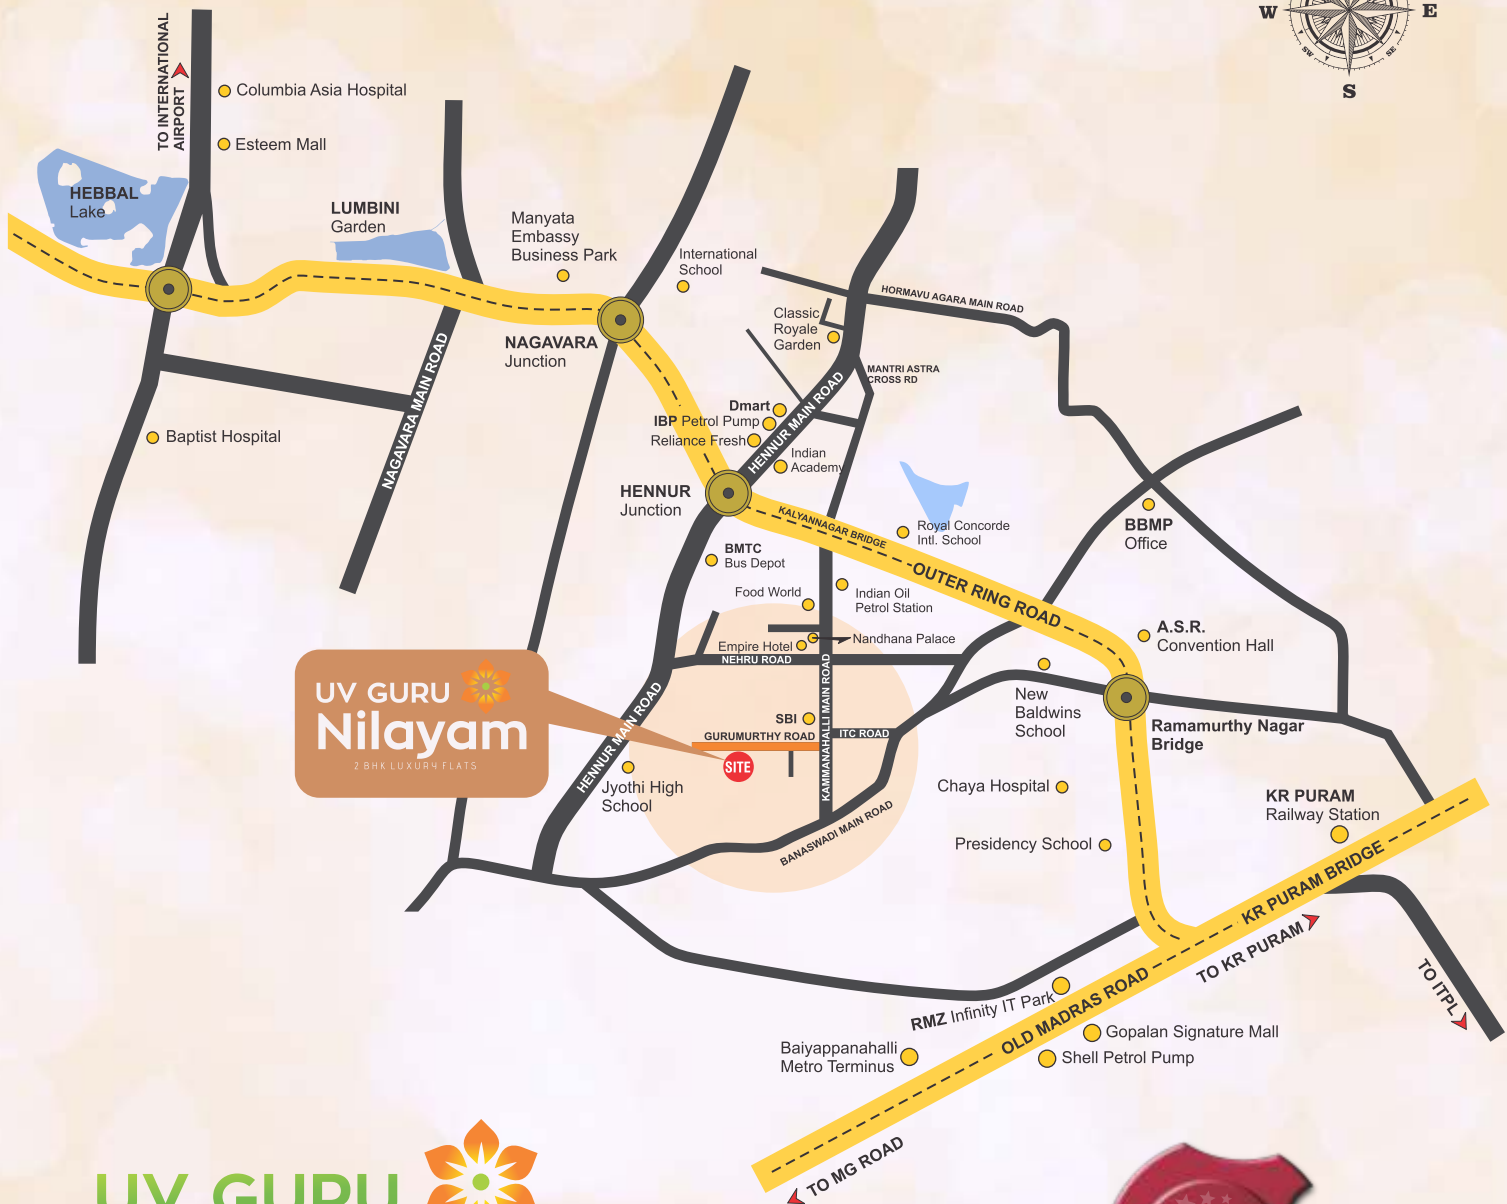 W
E
SW
SE
S
TO INTERNATIONAL
AIRPORT
Columbia Asia Hospital
Esteem Mall
HEBBAL
Lake
LUMBINI
Garden
Manyata
Embassy
Business Park
International
School
HORMAVU AGARA MAIN ROAD
Classic
Royale
Garden
NAGAVARA
Junction
MANTRI ASTRA
CROSS RD
NAGAVARA MAIN ROAD
Baptist Hospital
Dmart
IBP Petrol Pump
Reliance Fresh
HENNUR MAIN ROAD
Indian
Academy
HENNUR
Junction
KALYANNAGAR BRIDGE
Royal Concorde
Intl. School
BBMP
Office
BMTC
Bus Depot
OUTER RING ROAD
Food World
Indian Oil
Petrol Station
Nandhana Palace
Empire Hotel
NEHRU ROAD
A.S.R.
Convention Hall
UV GURU
Nilayam
2 BHK LUXURY FLATS
HENNUR MAIN ROAD
KAMMANAHALLI MAIN ROAD
SBI
GURUMURTHY ROAD
ITC ROAD
SITE
New
Baldwins
School
Ramamurthy Nagar
Bridge
Jyothi High
School
Chaya Hospital
BANASWADI MAIN ROAD
KR PURAM
Railway Station
Presidency School
KR PURAM BRIDGE
TO KR PURAM
TO ITPL
RMZ Infinity IT Park
OLD MADRAS ROAD
Gopalan Signature Mall
Baiyappanahalli
Metro Terminus
Shell Petrol Pump
TO MG ROAD
UV GURU